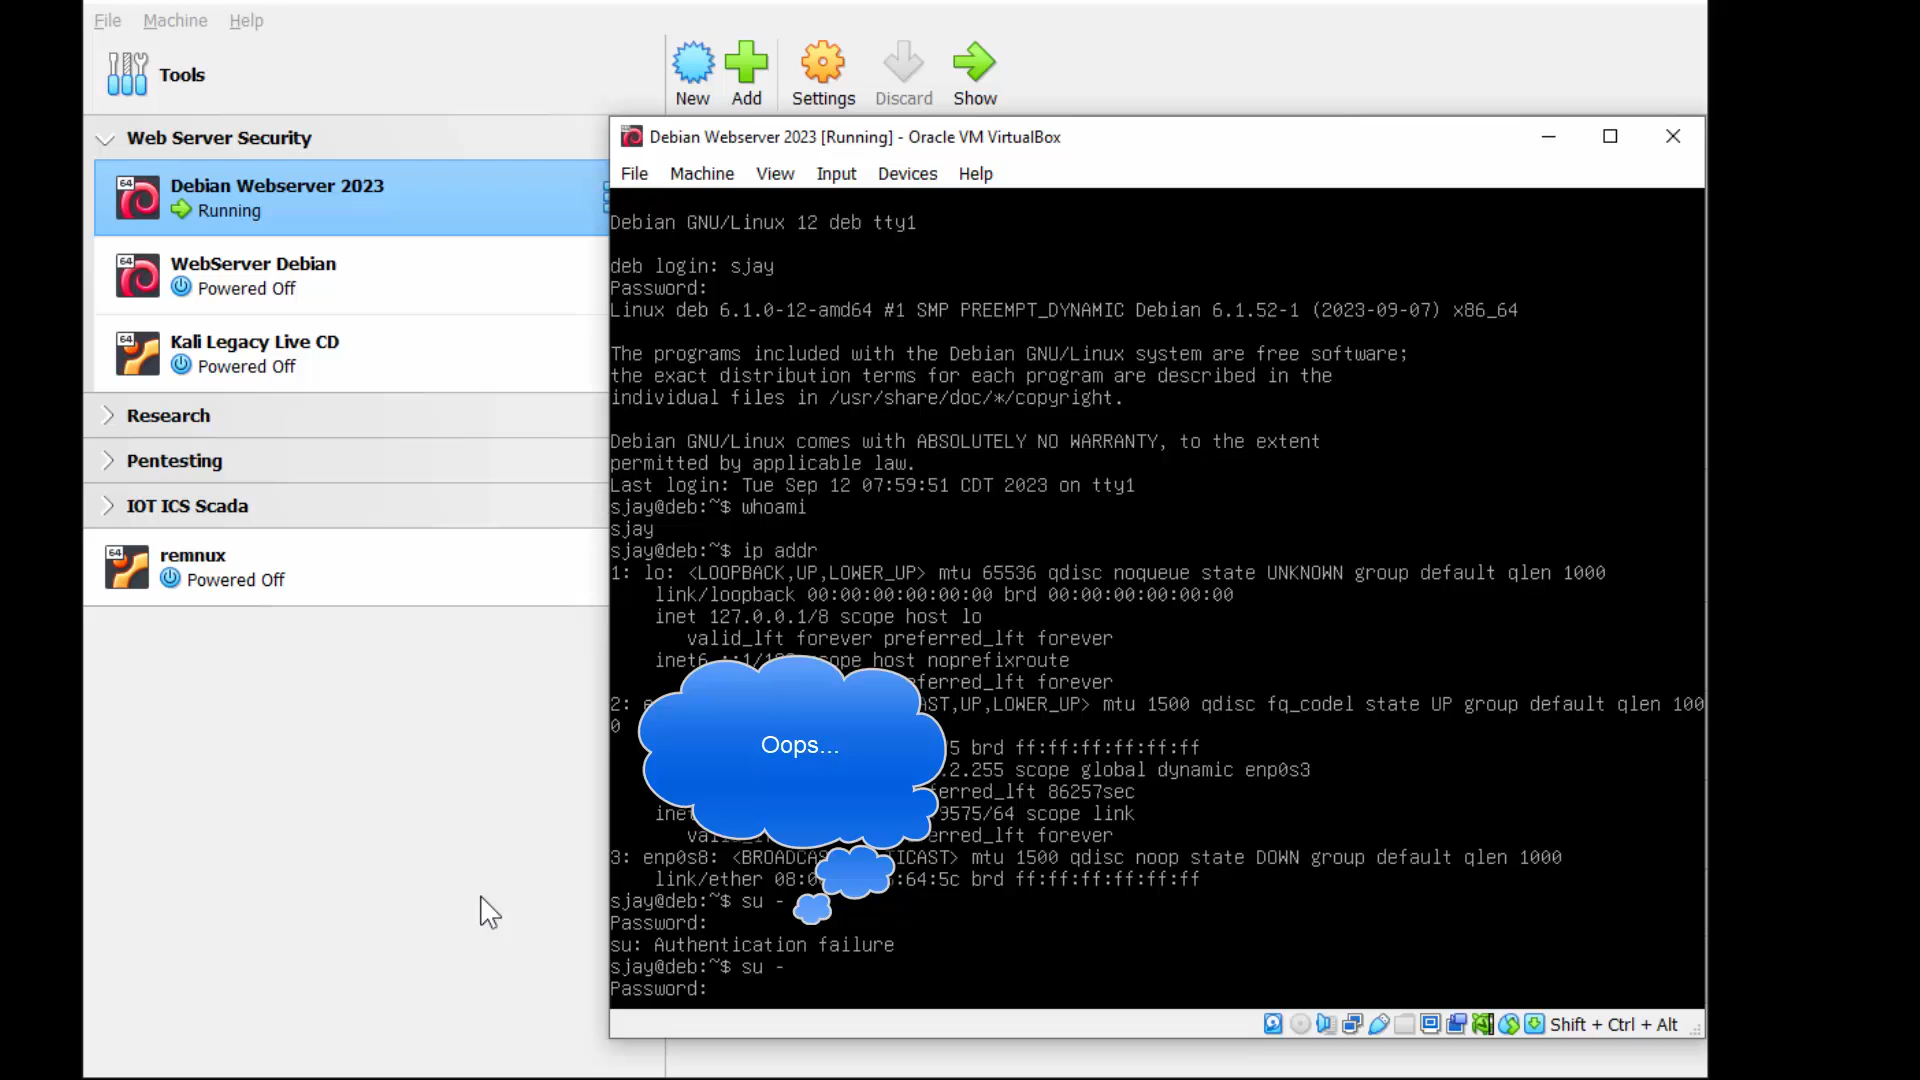 File Machine Help
Tools
New Add Settings Discard Show
Web Server Security
64
Debian Webserver 2023
Running
64
WebServer Debian
Powered Off
64
Kali Legacy Live CD
Powered Off
Research
Pentesting
IOT ICS Scada
64
remnux
Powered Off
Debian Webserver 2023 [Running] - Oracle VM VirtualBox
File Machine View Input Devices Help
Debian GNU/Linux 12 deb tty1
deb login: sjay
Password:
Linux deb 6.1.0-12-amd64 #1 SMP PREEMPT_DYNAMIC Debian 6.1.52-1 (2023-09-07) x86_64
The programs included with the Debian GNU/Linux system are free software;
the exact distribution terms for each program are described in the
individual files in /usr/share/doc/*/copyright.
Debian GNU/Linux comes with ABSOLUTELY NO WARRANTY, to the extent
permitted by applicable law.
Last login: Tue Sep 12 07:59:51 CDT 2023 on tty1
sjay@deb:~$ whoami
sjay
sjay@deb:~$ ip addr
1: lo: <LOOPBACK,UP,LOWER_UP> mtu 65536 qdisc noqueue state UNKNOWN group default qlen 1000
link/loopback 00:00:00:00:00:00 brd 00:00:00:00:00:00
inet 127.0.0.1/8 scope host lo
valid_lft forever preferred_lft forever
inet6 host noprefixroute
forever
2: mtu 1500 qdisc fq_codel state UP group default qlen 100
0
brd ff:ff:ff:ff:ff:ff
scope global dynamic enp0s3
86257sec
scope link
forever
3: enp0s8: mtu 1500 qdisc noop state DOWN group default qlen 1000
link/ether brd ff:ff:ff:ff:ff:ff
sjay@deb:~$ su -
Password:
su: Authentication failure
sjay@deb:~$ su -
Password:
Oops...
Shift + Ctrl + Alt